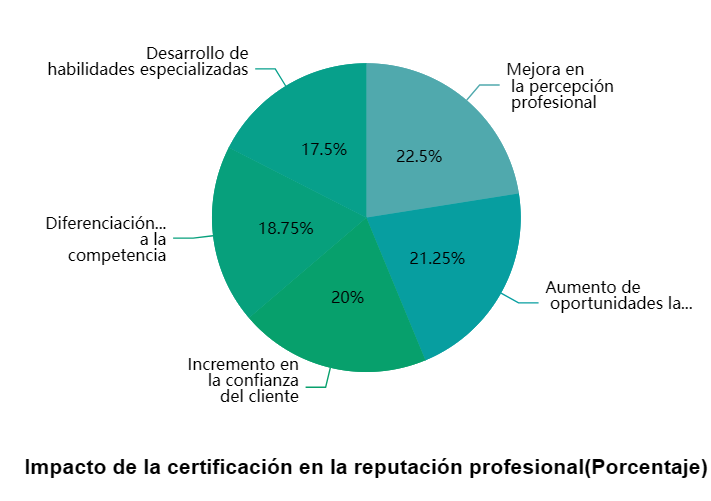 Desarrollo de
habilidades especializadas
Mejora en
la percepción
profesional
17.5%
22.5%
Diferenciación...
a la
competencia
18.75%
21.25%
Aumento de
oportunidades la...
20%
Incremento en
la confianza
del cliente
Impacto de la certificación en la reputación profesional(Porcentaje)